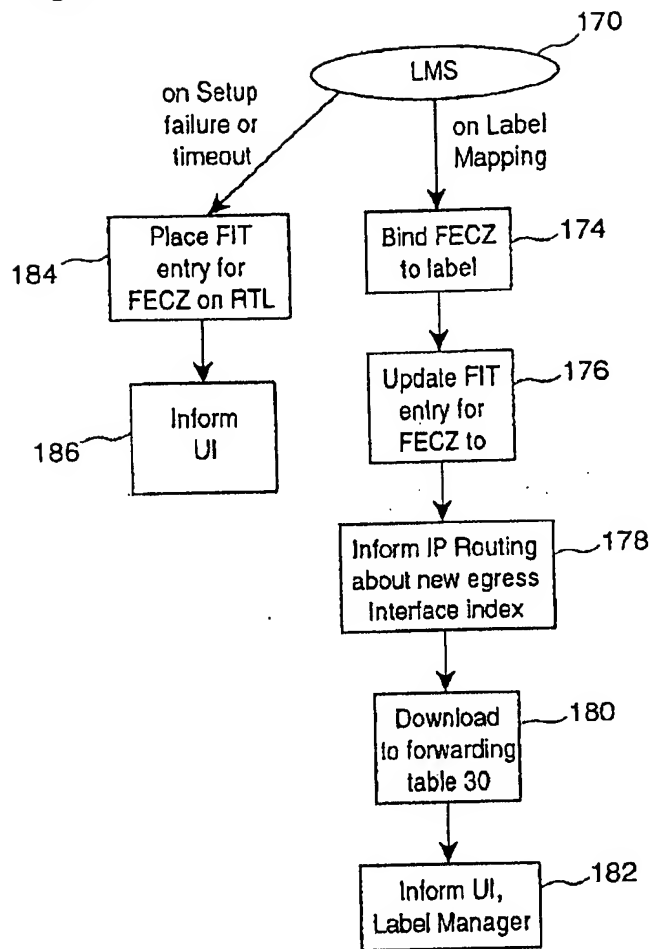 170
LMS
on Setup
failure or
timeout
on Label
Mapping
184
Place FIT
entry for
FECZ on RTL
Bind FECZ
to label
174
186
Inform
UI
Update FIT
entry for
FECZ to
176
Inform IP Routing
about new egress
Interface index
178
Download
to forwarding
table 30
180
Inform UI,
Label Manager
182